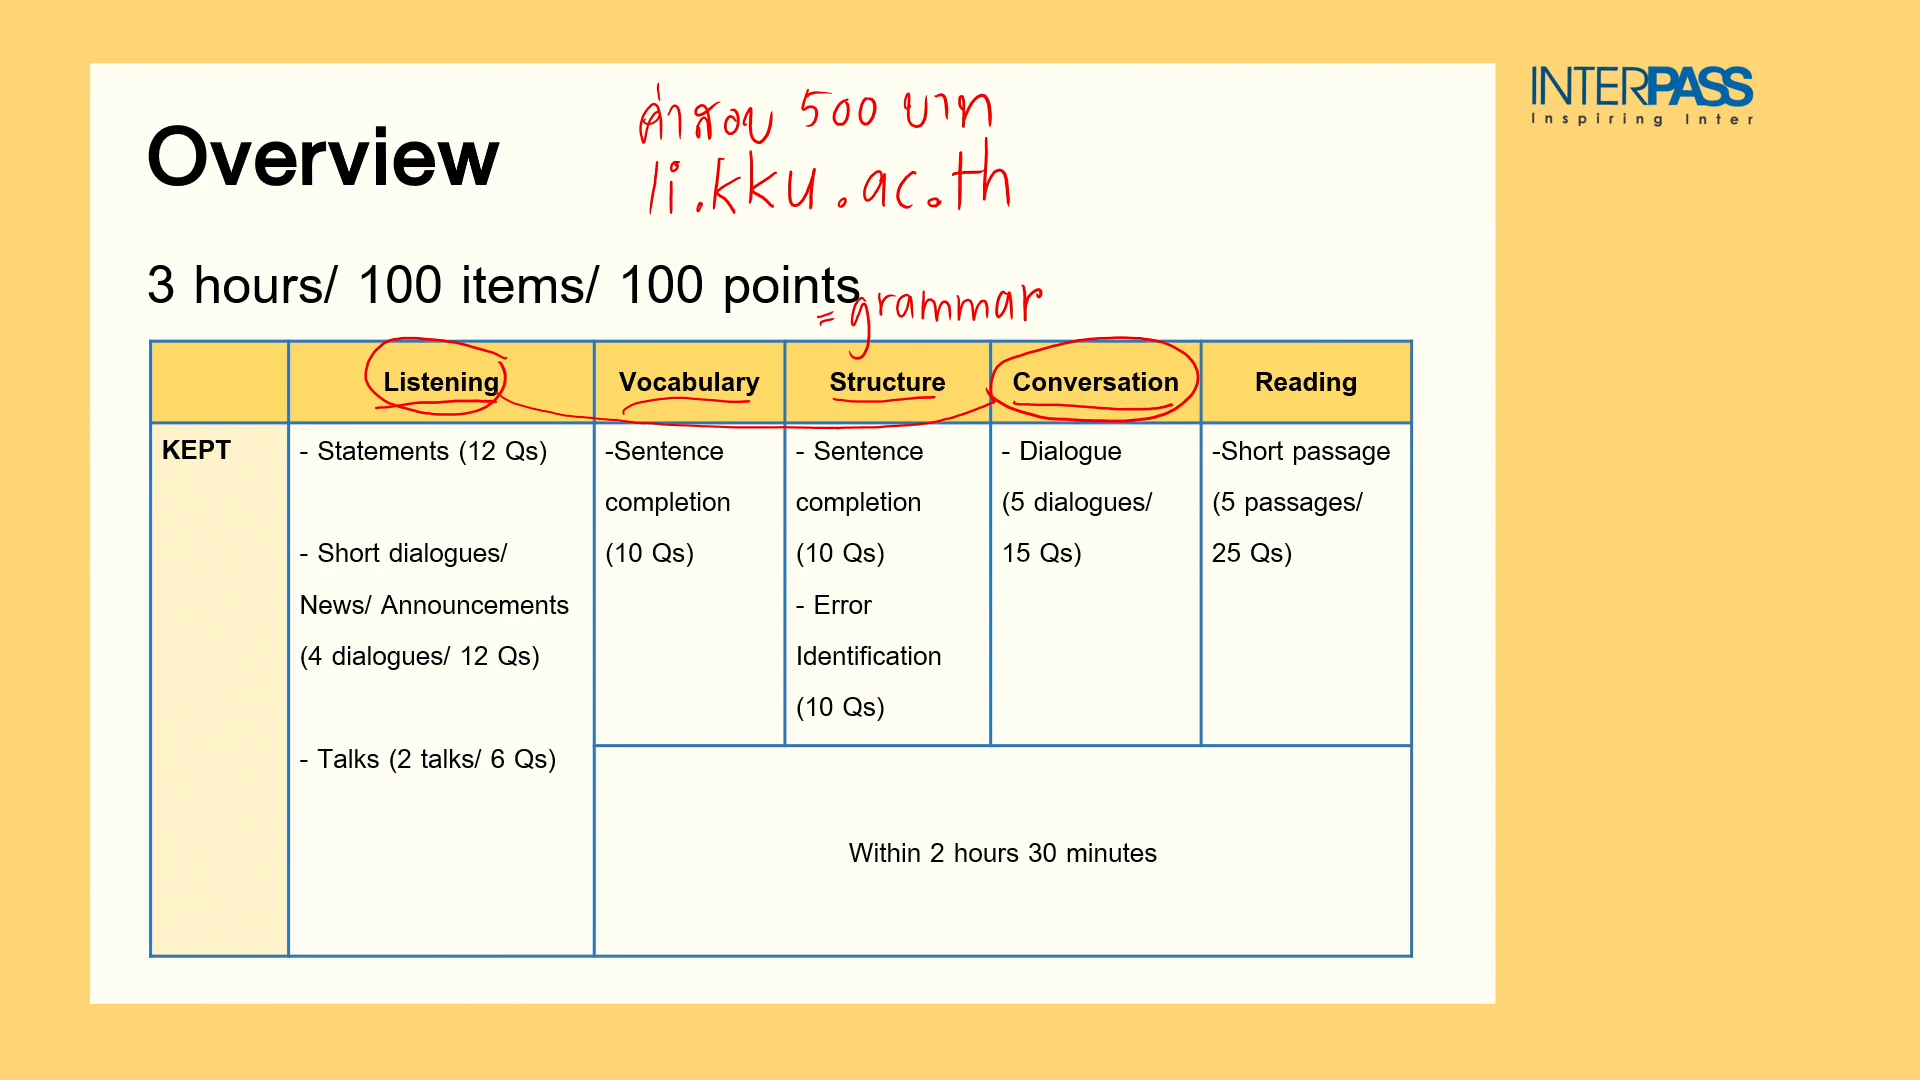 INTERPASS
Inspiring Inter
ค่าสอบ 500 บาท
li.kku.ac.th
Overview
3 hours/ 100 items/ 100 points
= grammar
Listening
Vocabulary
Structure
Conversation
Reading
KEPT
- Statements (12 Qs)
- Short dialogues/
News/ Announcements
(4 dialogues/ 12 Qs)
- Talks (2 talks/ 6 Qs)
-Sentence
completion
(10 Qs)
- Sentence
completion
(10 Qs)
- Error
Identification
(10 Qs)
- Dialogue
(5 dialogues/
15 Qs)
-Short passage
(5 passages/
25 Qs)
Within 2 hours 30 minutes